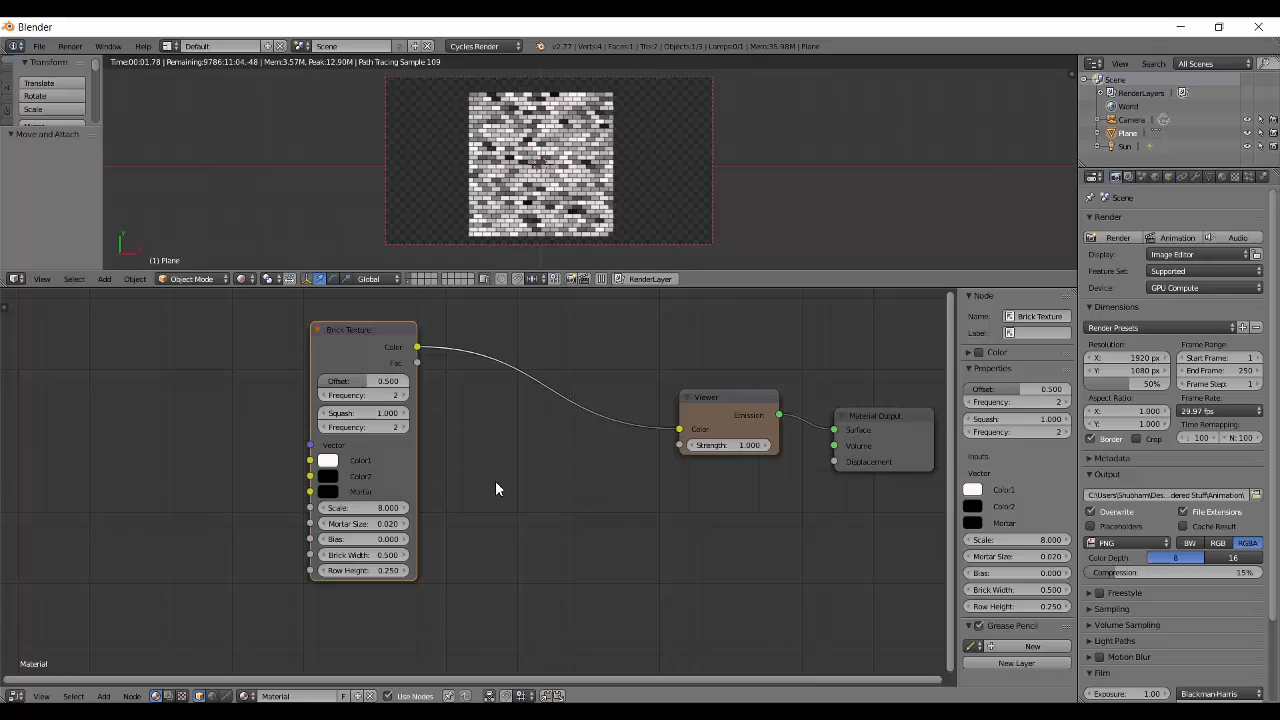 Blender
File Render Window Help Default Scene 2 Cycles Render v2.77 | Verts:4 | Faces:1 | Tris:2 | Objects:1/3 | Lamps:0/1 | Mem:35.98M | Plane
Time:00:01.78 | Remaining:9786:11:04.-48 | Mem:3.57M, Peak:12.90M | Path Tracing Sample 109
Transform
Translate
Rotate
Scale
Move and Attach
(1) Plane
View Select Add Object Object Mode Global RenderLayer
Brick Texture
Color
Fac
Offset: 0.500
Frequency: 2
Squash: 1.000
Frequency: 2
Vector
Color1
Color2
Mortar
Scale: 8.000
Mortar Size: 0.020
Bias: 0.000
Brick Width: 0.500
Row Height: 0.250
Viewer
Emission
Color
Strength: 1.000
Material Output
Surface
Volume
Displacement
Material
View Select Add Node Material F Use Nodes
Node
Name: Brick Texture
Label:
Color
Properties
Offset: 0.500
Frequency: 2
Squash: 1.000
Frequency: 2
Inputs:
Vector
Color1
Color2
Mortar
Scale: 8.000
Mortar Size: 0.020
Bias: 0.000
Brick Width: 0.500
Row Height: 0.250
Grease Pencil
New
New Layer
View Search All Scenes
Scene
RenderLayers
World
Camera
Plane
Sun
Scene
Render
Render Animation Audio
Display: Image Editor
Feature Set: Supported
Device: GPU Compute
Dimensions
Render Presets
Resolution: Frame Range:
X: 1920 px Start Frame: 1
Y: 1080 px End Frame: 250
50% Frame Step: 1
Aspect Ratio: Frame Rate:
X: 1.000 29.97 fps
Y: 1.000 Time Remapping:
Border Crop : 100 N: 100
Metadata
Output
C:\Users\Shubham\Des...dered Stuff\Animation\
Overwrite File Extensions
Placeholders Cache Result
PNG BW RGB RGBA
Color Depth: 8 16
Compression: 15%
Freestyle
Sampling
Volume Sampling
Light Paths
Motion Blur
Film
Exposure: 1.00 Blackman-Harris